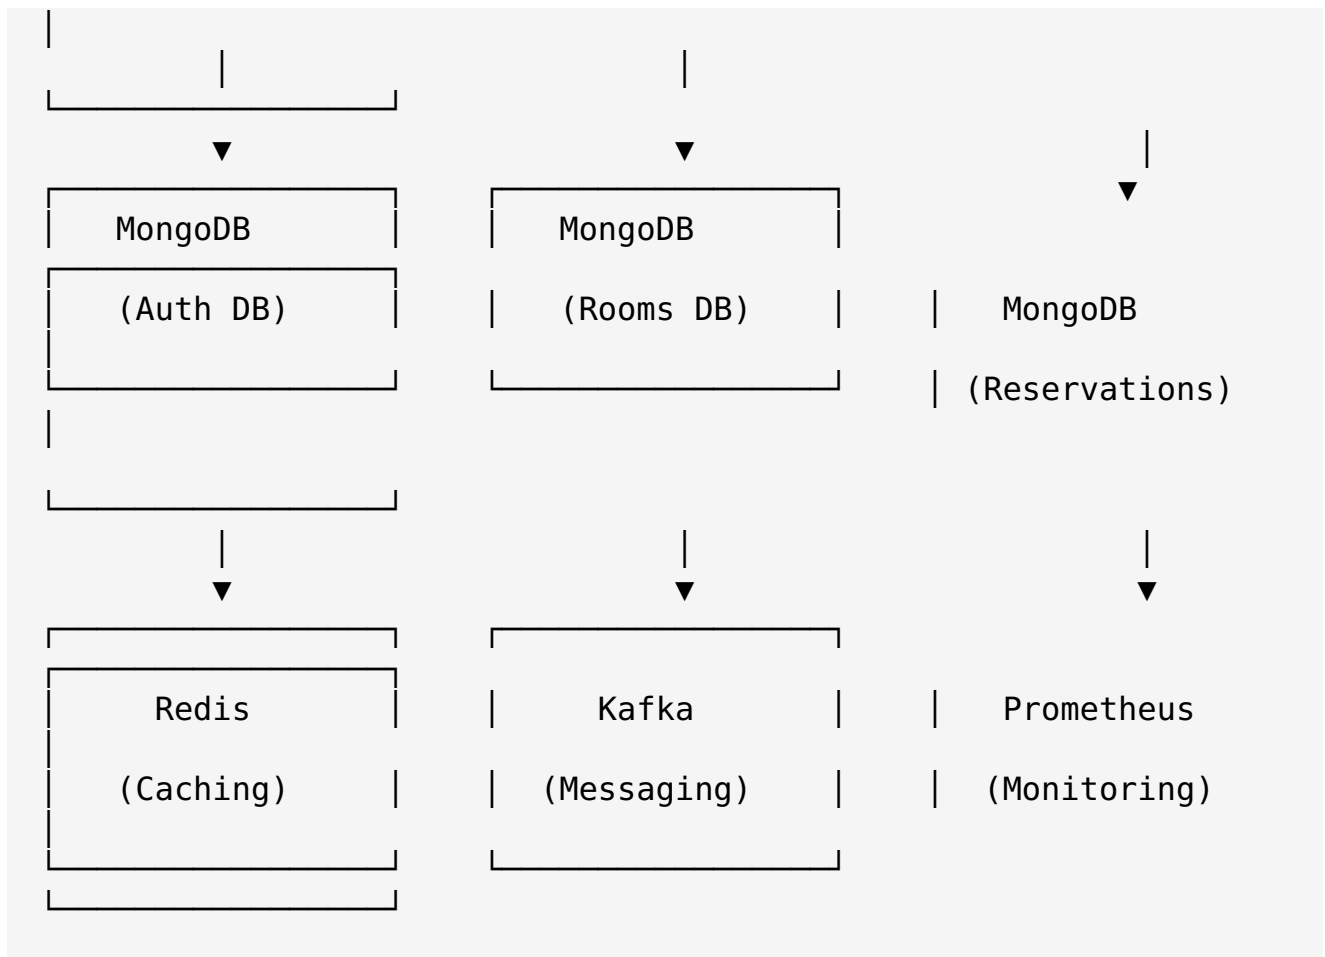 MongoDB MongoDB
(Auth DB) (Rooms DB) MongoDB
(Reservations)
Redis Kafka Prometheus
(Caching) (Messaging) (Monitoring)